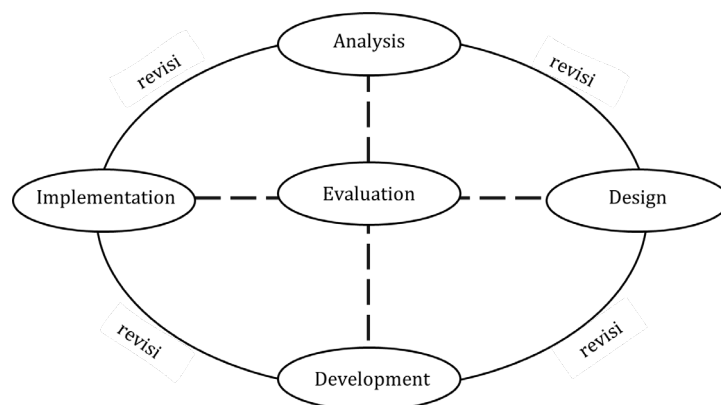 Analysis
revisi
revisi
Implementation
Evaluation
Design
revisi
revisi
Development